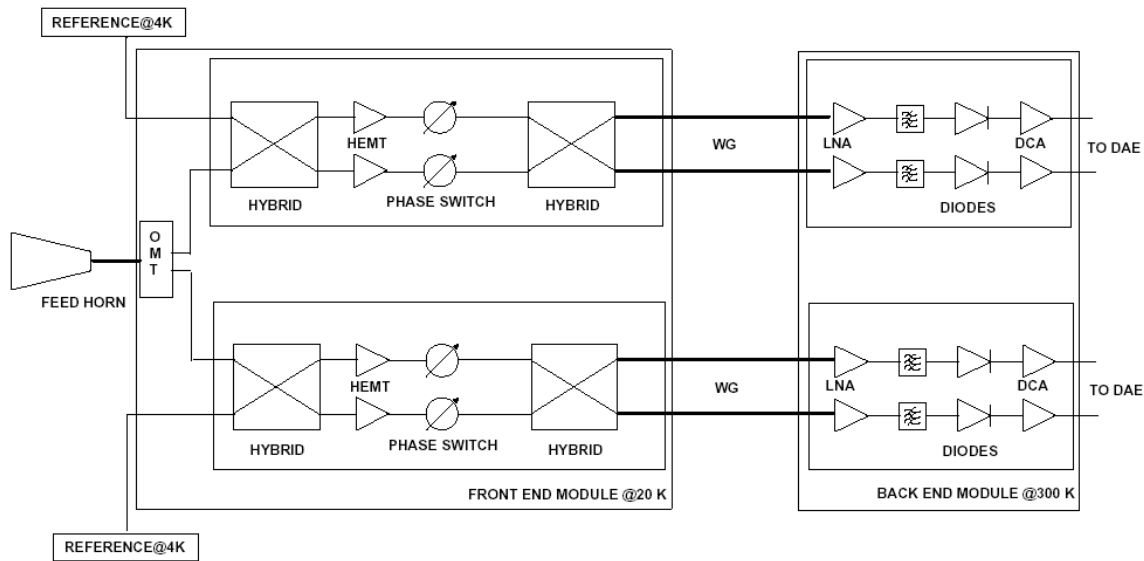 REFERENCE@4K
HEMT
LNA
DCA
WG
TO DAE
HYBRID
PHASE SWITCH
HYBRID
DIODES
O
M
T
FEED HORN
HEMT
LNA
DCA
WG
TO DAE
HYBRID
PHASE SWITCH
HYBRID
DIODES
FRONT END MODULE @20 K
BACK END MODULE @300 K
REFERENCE@4K